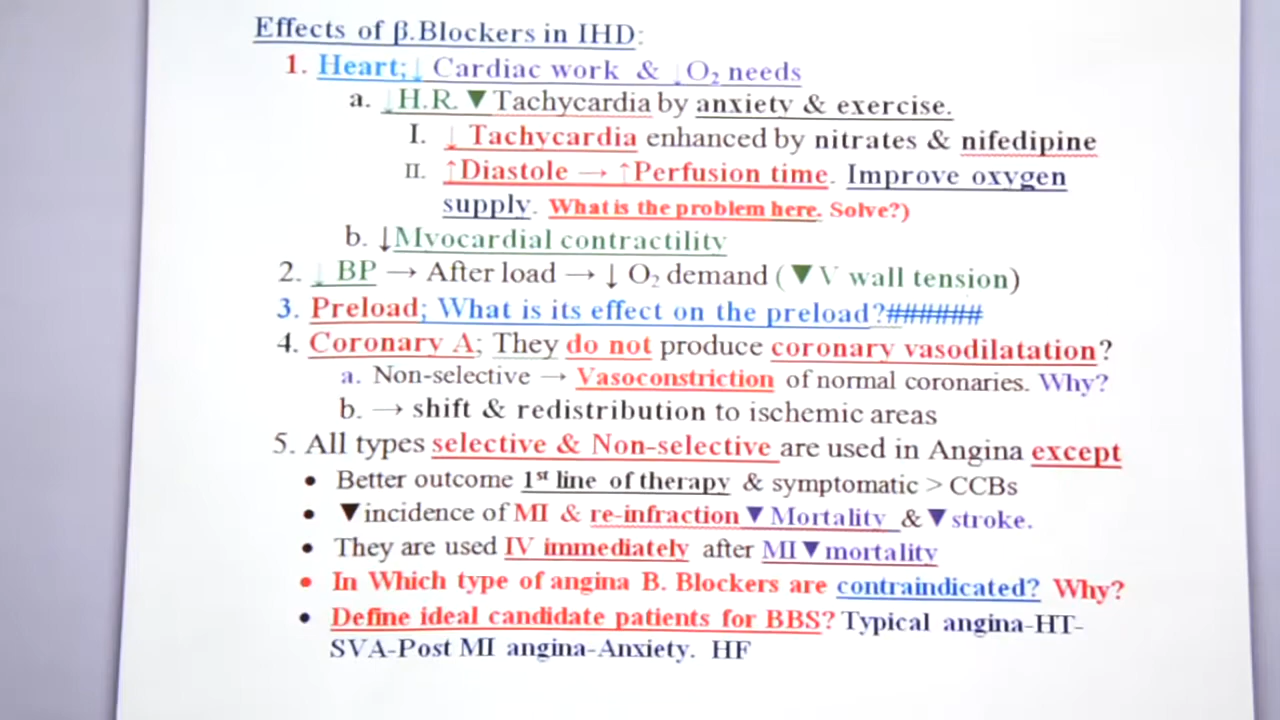 Effects of β.Blockers in IHD:
1. Heart; ↓ Cardiac work & ↓ O₂ needs
a. ↓ H.R. ▼ Tachycardia by anxiety & exercise.
I. ↓ Tachycardia enhanced by nitrates & nifedipine
II. ↑Diastole → ↑Perfusion time. Improve oxygen
supply. What is the problem here. Solve?)
b. ↓Myocardial contractility
2. ↓ BP → After load → ↓ O₂ demand (▼V wall tension)
3. Preload; What is its effect on the preload?######
4. Coronary A; They do not produce coronary vasodilatation?
a. Non-selective → Vasoconstriction of normal coronaries. Why?
b. → shift & redistribution to ischemic areas
5. All types selective & Non-selective are used in Angina except
• Better outcome 1st line of therapy & symptomatic > CCBs
• ▼incidence of MI & re-infraction ▼ Mortality & ▼ stroke.
• They are used IV immediately after MI ▼ mortality
• In Which type of angina B. Blockers are contraindicated? Why?
• Define ideal candidate patients for BBS? Typical angina-HT-
SVA-Post MI angina-Anxiety. HF